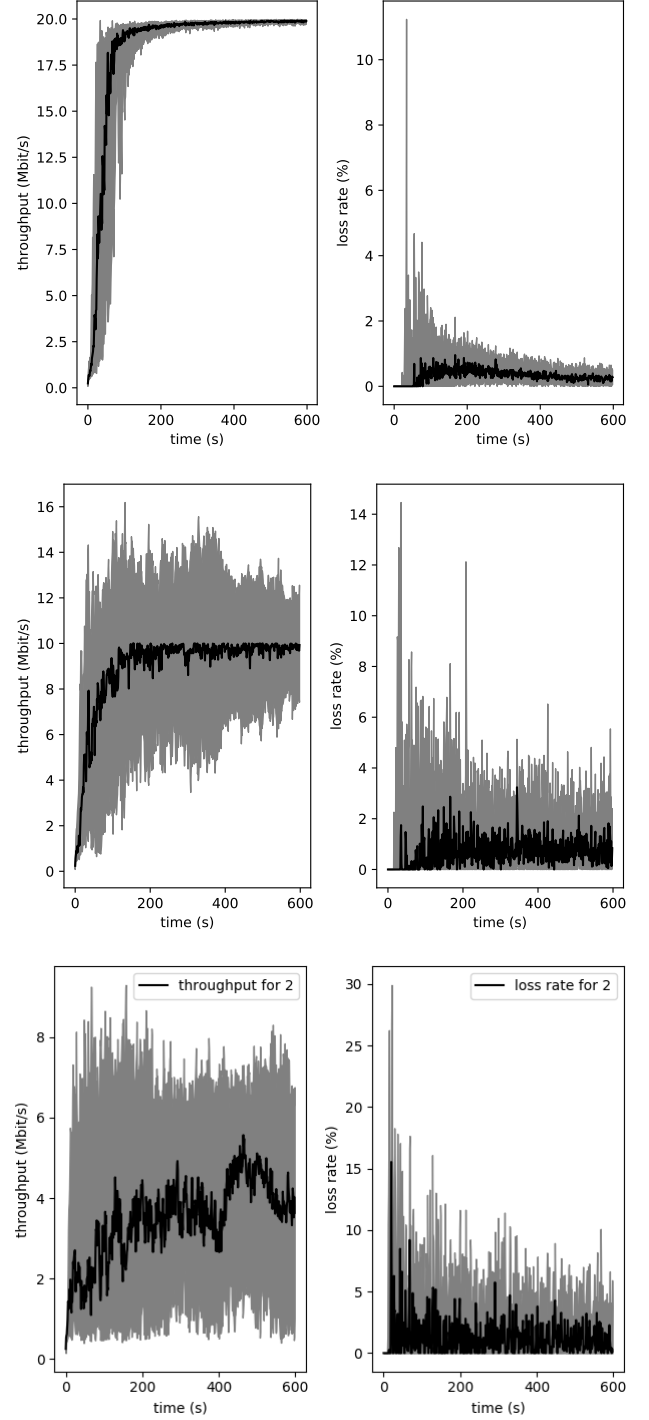 20.0
17.5
15.0
12.5
10.0
7.5
5.0
2.5
0.0
throughput (Mbit/s)
0 200 400 600
time (s)
10
8
6
4
2
0
loss rate (%)
0 200 400 600
time (s)
16
14
12
10
8
6
4
2
0
throughput (Mbit/s)
0 200 400 600
time (s)
14
12
10
8
6
4
2
0
loss rate (%)
0 200 400 600
time (s)
throughput for 2
8
6
4
2
0
throughput (Mbit/s)
0 200 400 600
time (s)
loss rate for 2
30
25
20
15
10
5
0
loss rate (%)
0 200 400 600
time (s)